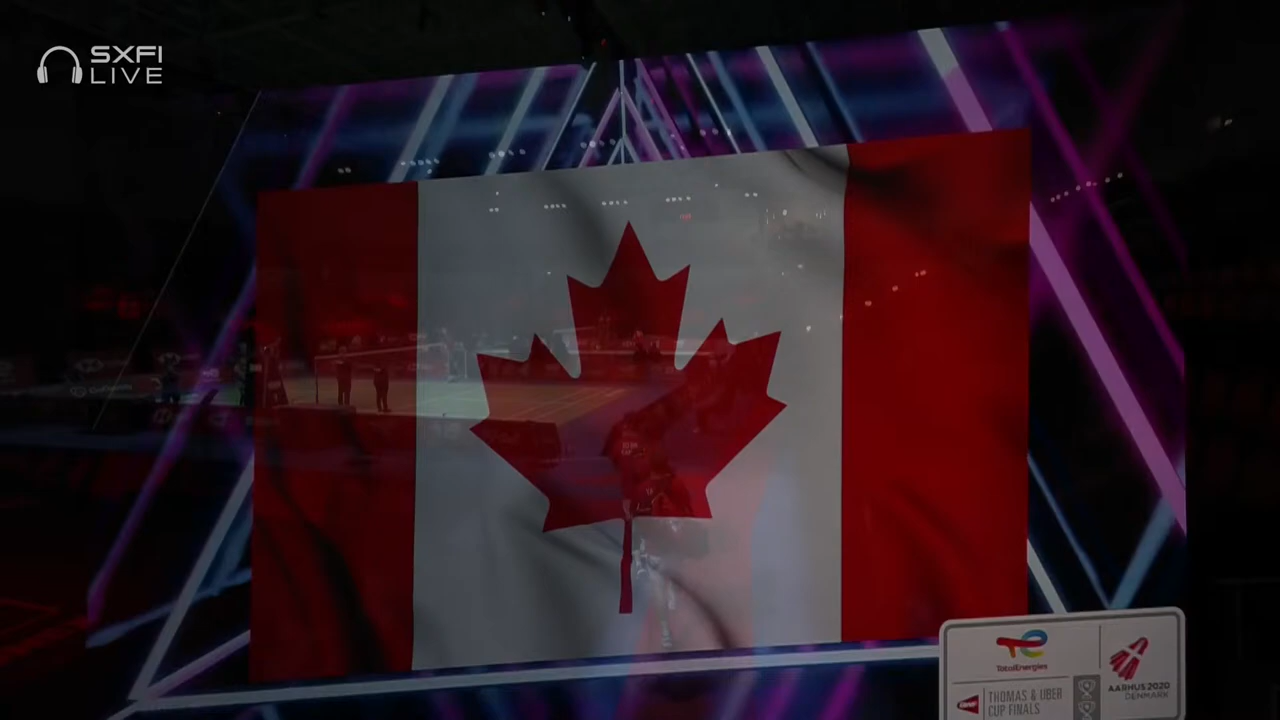 SXFI
LIVE
TotalEnergies
THOMAS & UBER
CUP FINALS
AARHUS 2020
DENMARK